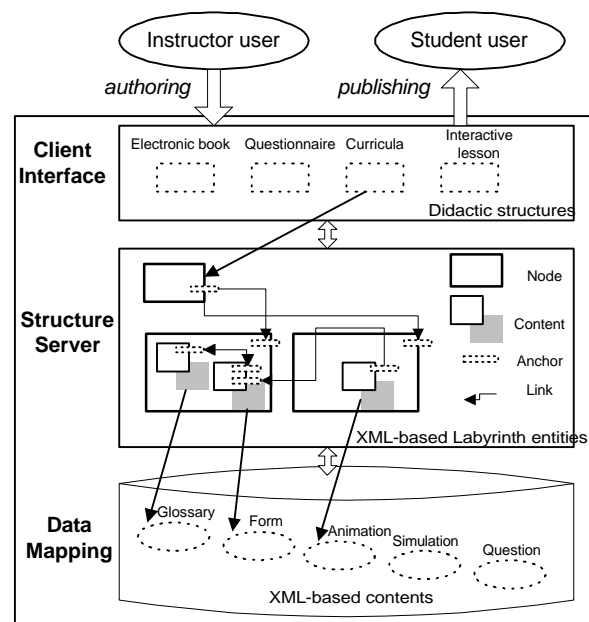 Instructor user
Student user
authoring
publishing
Client
Interface
Electronic book
Questionnaire
Curricula
Interactive
lesson
Didactic structures
Structure
Server
Node
Content
Anchor
Link
XML-based Labyrinth entities
Data
Mapping
Glossary
Form
Animation
Simulation
Question
XML-based contents